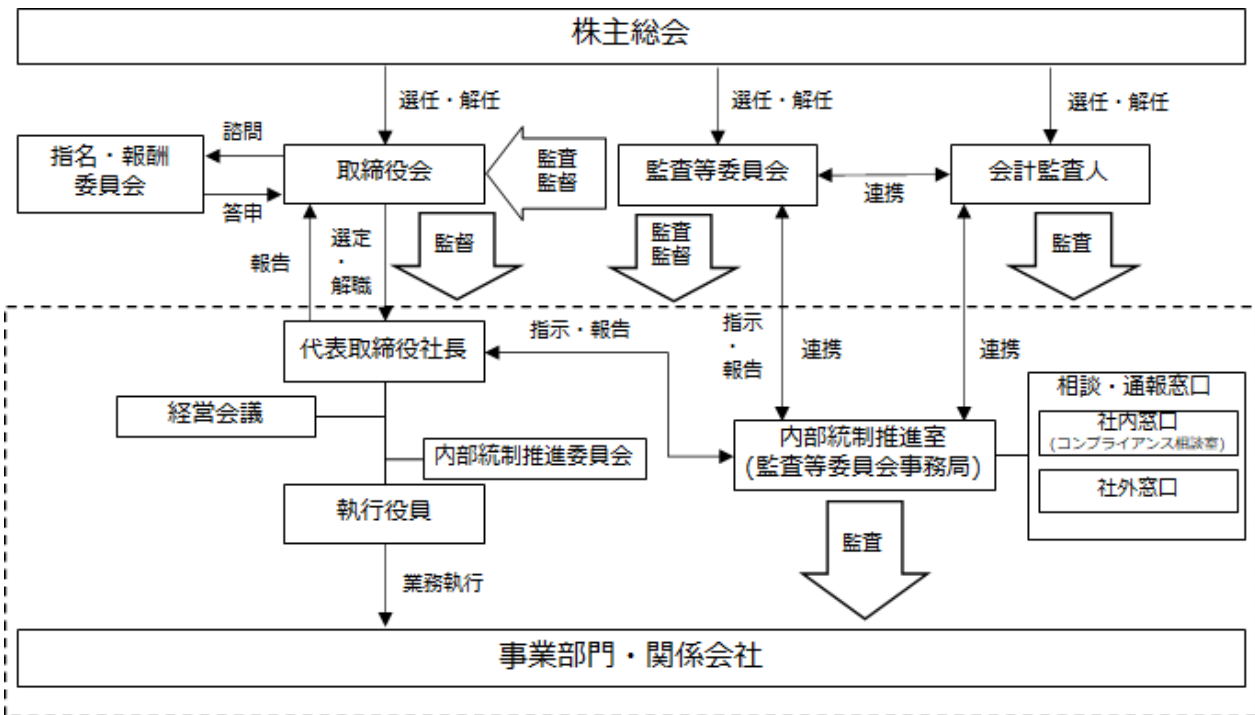 株主総会
選任・解任
選任・解任
選任・解任
諮問
指名・報酬
委員会
取締役会
監査
監督
監査等委員会
連携
会計監査人
答申
報告
選定
・
解職
監督
監査
監督
監査
代表取締役社長
指示・報告
指示
・
報告
連携
連携
経営会議
内部統制推進委員会
内部統制推進室
(監査等委員会事務局)
相談・通報窓口
社内窓口
(コンプライアンス相談室)
社外窓口
執行役員
監査
業務執行
事業部門・関係会社